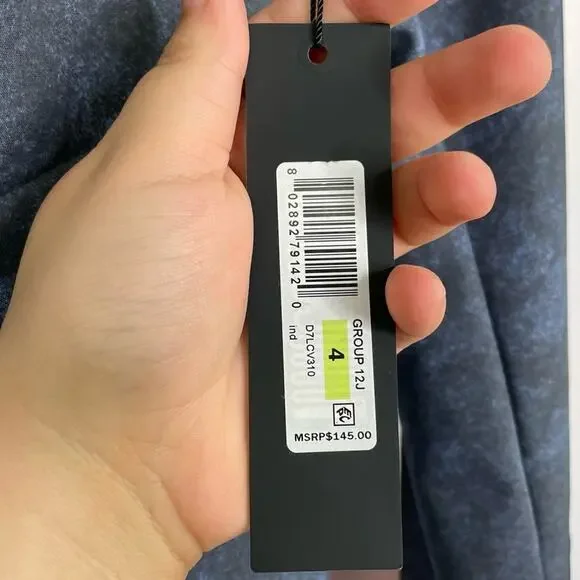 8 02892 79142 0
ind
D7LCV310
4
GROUP 12J
MSRP$145.00